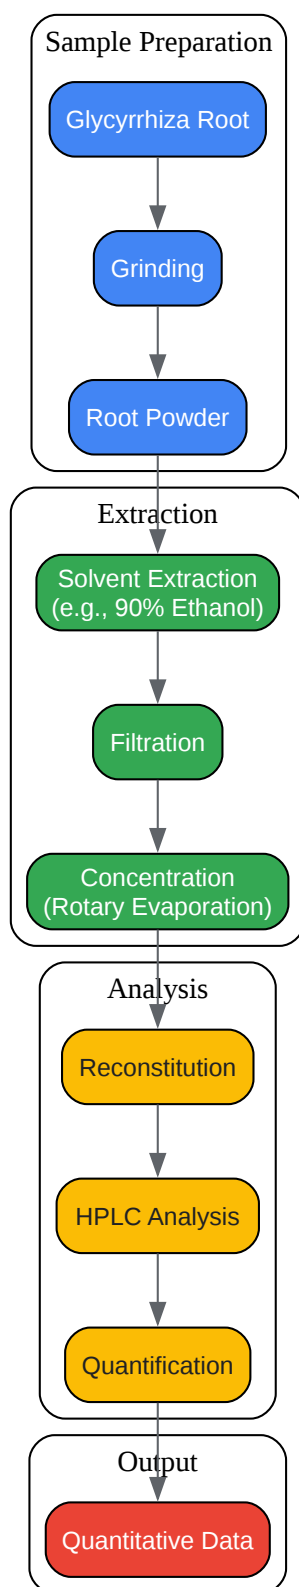 Sample Preparation
Glycyrrhiza Root
Grinding
Root Powder
Extraction
Solvent Extraction
(e.g., 90% Ethanol)
Filtration
Concentration
(Rotary Evaporation)
Analysis
Reconstitution
HPLC Analysis
Quantification
Output
Quantitative Data